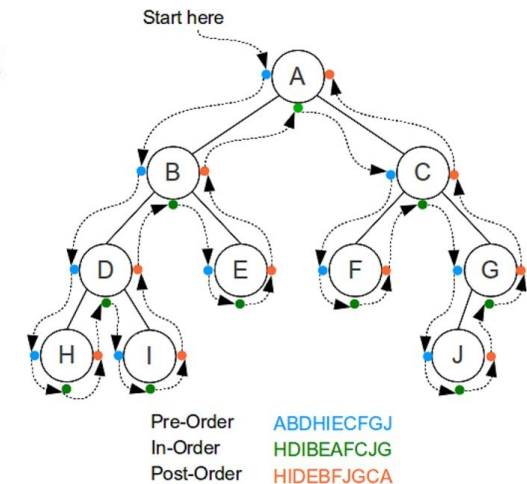 Start here
A
B
C
D
E
F
G
H
I
J
Pre-Order ABDHIECFGJ
In-Order HDIBEAFCJG
Post-Order HIDEBFJGCA